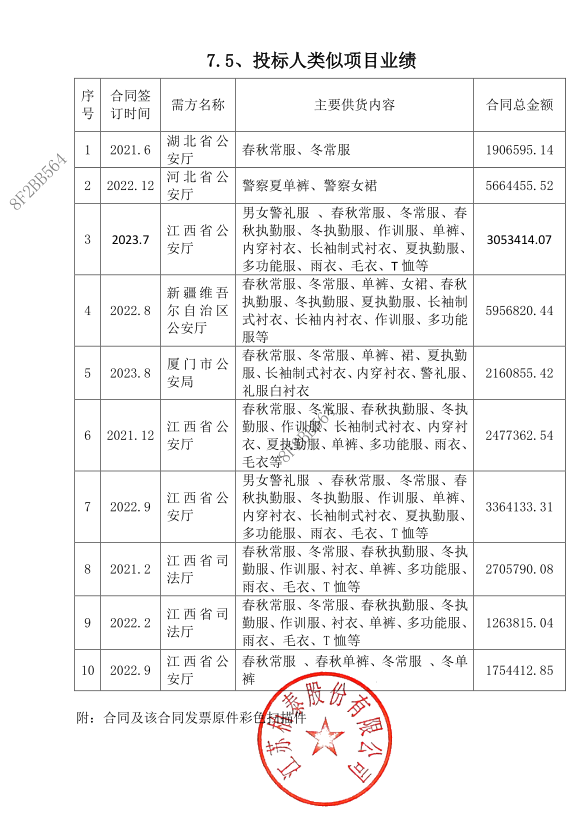 7.5、投标人类似项目业绩
序号 合同签订时间 需方名称 主要供货内容 合同总金额
1 2021.6 湖北省公安厅 春秋常服、冬常服 1906595.14
2 2022.12 河北省公安厅 警察夏单裤、警察女裙 5664455.52
3 2023.7 江西省公安厅 男女警礼服 、春秋常服、冬常服、春秋执勤服、冬执勤服、作训服、单裤、内穿衬衣、长袖制式衬衣、夏执勤服、多功能服、雨衣、毛衣、T恤等 3053414.07
4 2022.8 新疆维吾尔自治区公安厅 春秋常服、冬常服、单裤、女裙、春秋执勤服、冬执勤服、夏执勤服、长袖制式衬衣、长袖内衬衣、作训服、多功能服等 5956820.44
5 2023.8 厦门市公安局 春秋常服、冬常服、单裤、裙、夏执勤服、长袖制式衬衣、内穿衬衣、警礼服、礼服白衬衣 2160855.42
6 2021.12 江西省公安厅 春秋常服、冬常服、春秋执勤服、冬执勤服、作训服、长袖制式衬衣、内穿衬衣、夏执勤服、单裤、多功能服、雨衣、毛衣等 2477362.54
7 2022.9 江西省公安厅 男女警礼服 、春秋常服、冬常服、春秋执勤服、冬执勤服、作训服、单裤、内穿衬衣、长袖制式衬衣、夏执勤服、多功能服、雨衣、毛衣、T恤等 3364133.31
8 2021.2 江西省司法厅 春秋常服、冬常服、春秋执勤服、冬执勤服、作训服、衬衣、单裤、多功能服、雨衣、毛衣、T恤等 2705790.08
9 2022.2 江西省司法厅 春秋常服、冬常服、春秋执勤服、冬执勤服、作训服、衬衣、单裤、多功能服、雨衣、毛衣、T恤等 1263815.04
10 2022.9 江西省公安厅 春秋常服 、春秋单裤、冬常服 、冬单裤 1754412.85
附：合同及该合同发票原件彩色扫描件
江苏 泰股份有限公司
8F2BB564
8F2BB564